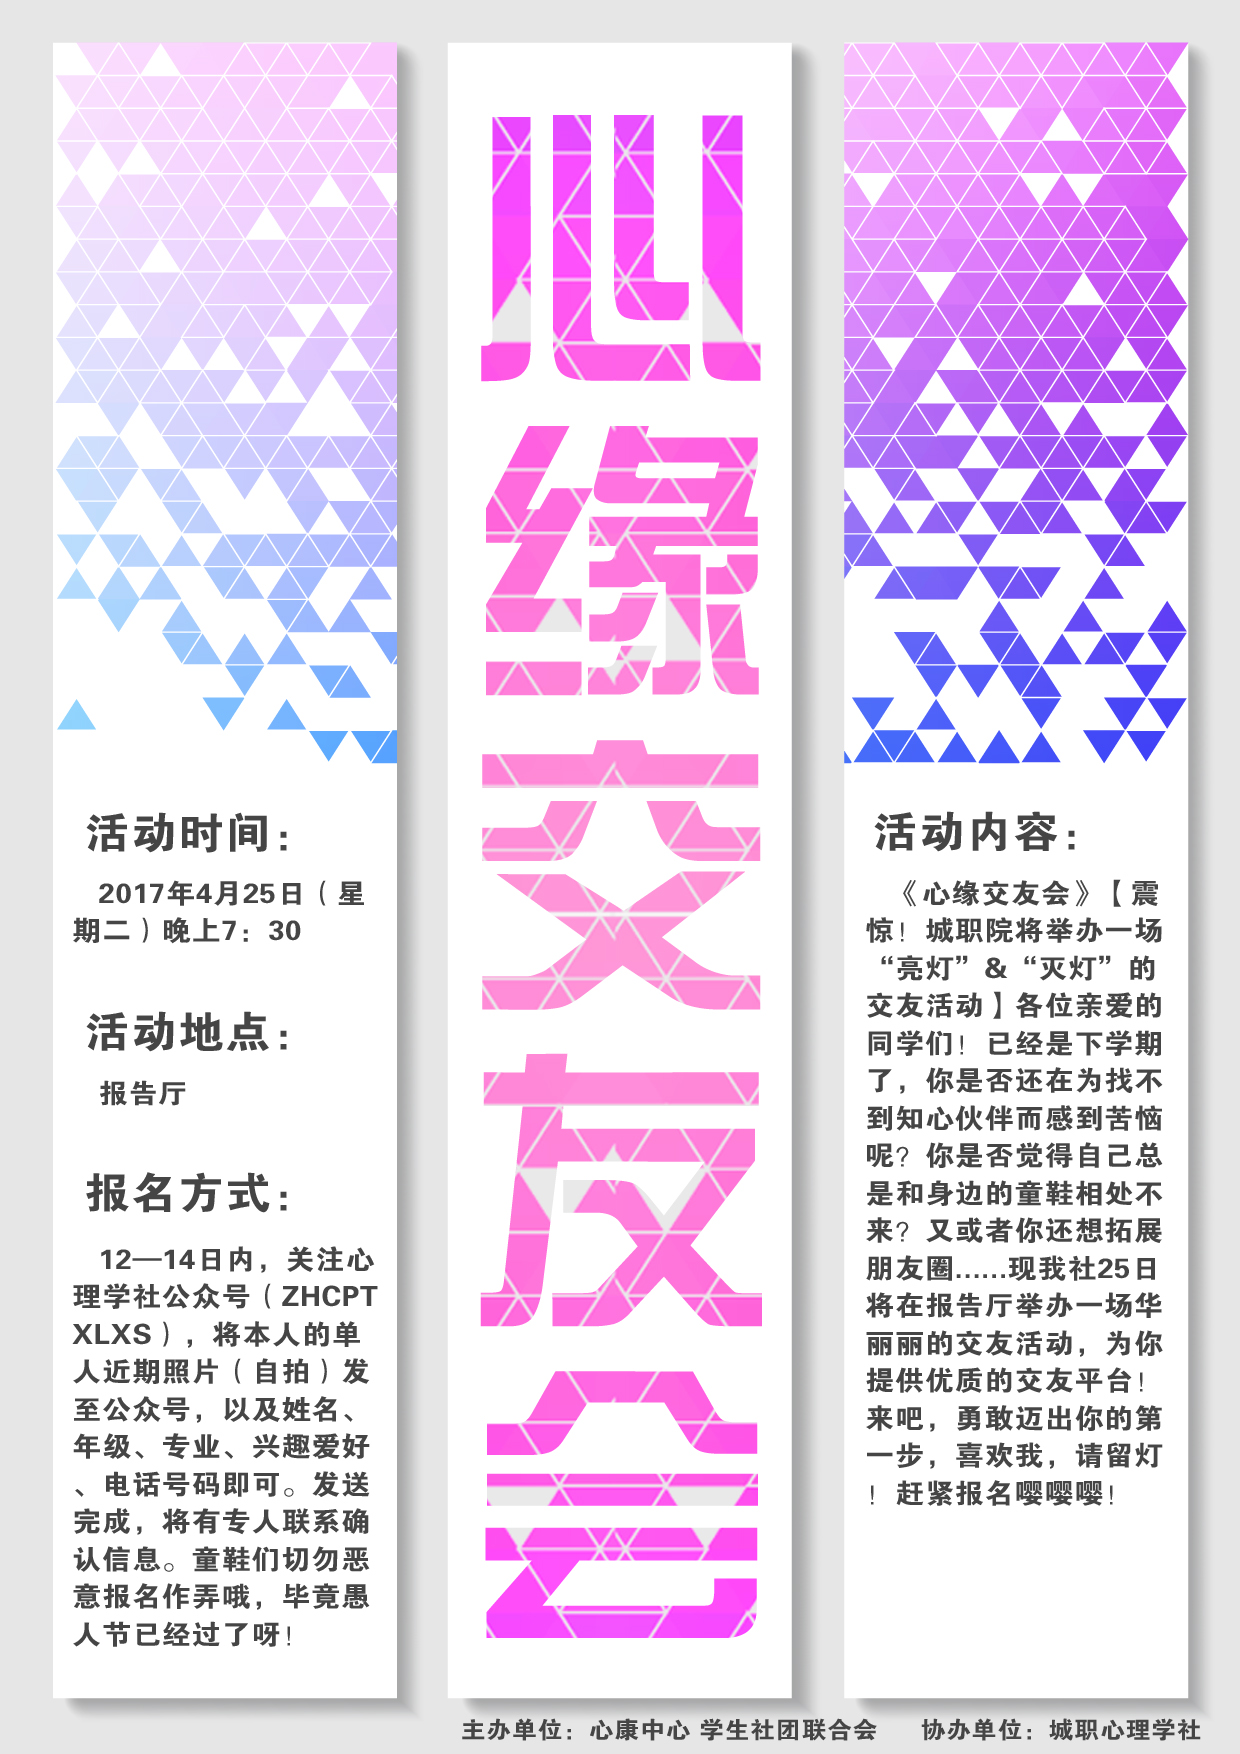 活动时间：
2017年4月25日（星
期二）晚上7：30
活动地点：
报告厅
报名方式：
12—14日内，关注心
理学社公众号（ZHCPT
XLXS），将本人的单
人近期照片（自拍）发
至公众号，以及姓名、
年级、专业、兴趣爱好
、电话号码即可。发送
完成，将有专人联系确
认信息。童鞋们切勿恶
意报名作弄哦，毕竟愚
人节已经过了呀！
心
缘
交
友
会
活动内容：
《心缘交友会》【震
惊！城职院将举办一场
“亮灯”&“灭灯”的
交友活动】各位亲爱的
同学们！已经是下学期
了，你是否还在为找不
到知心伙伴而感到苦恼
呢？你是否觉得自己总
是和身边的童鞋相处不
来？又或者你还想拓展
朋友圈......现我社25日
将在报告厅举办一场华
丽丽的交友活动，为你
提供优质的交友平台！
来吧，勇敢迈出你的第
一步，喜欢我，请留灯
！赶紧报名嘤嘤嘤！
主办单位：心康中心 学生社团联合会 协办单位：城职心理学社